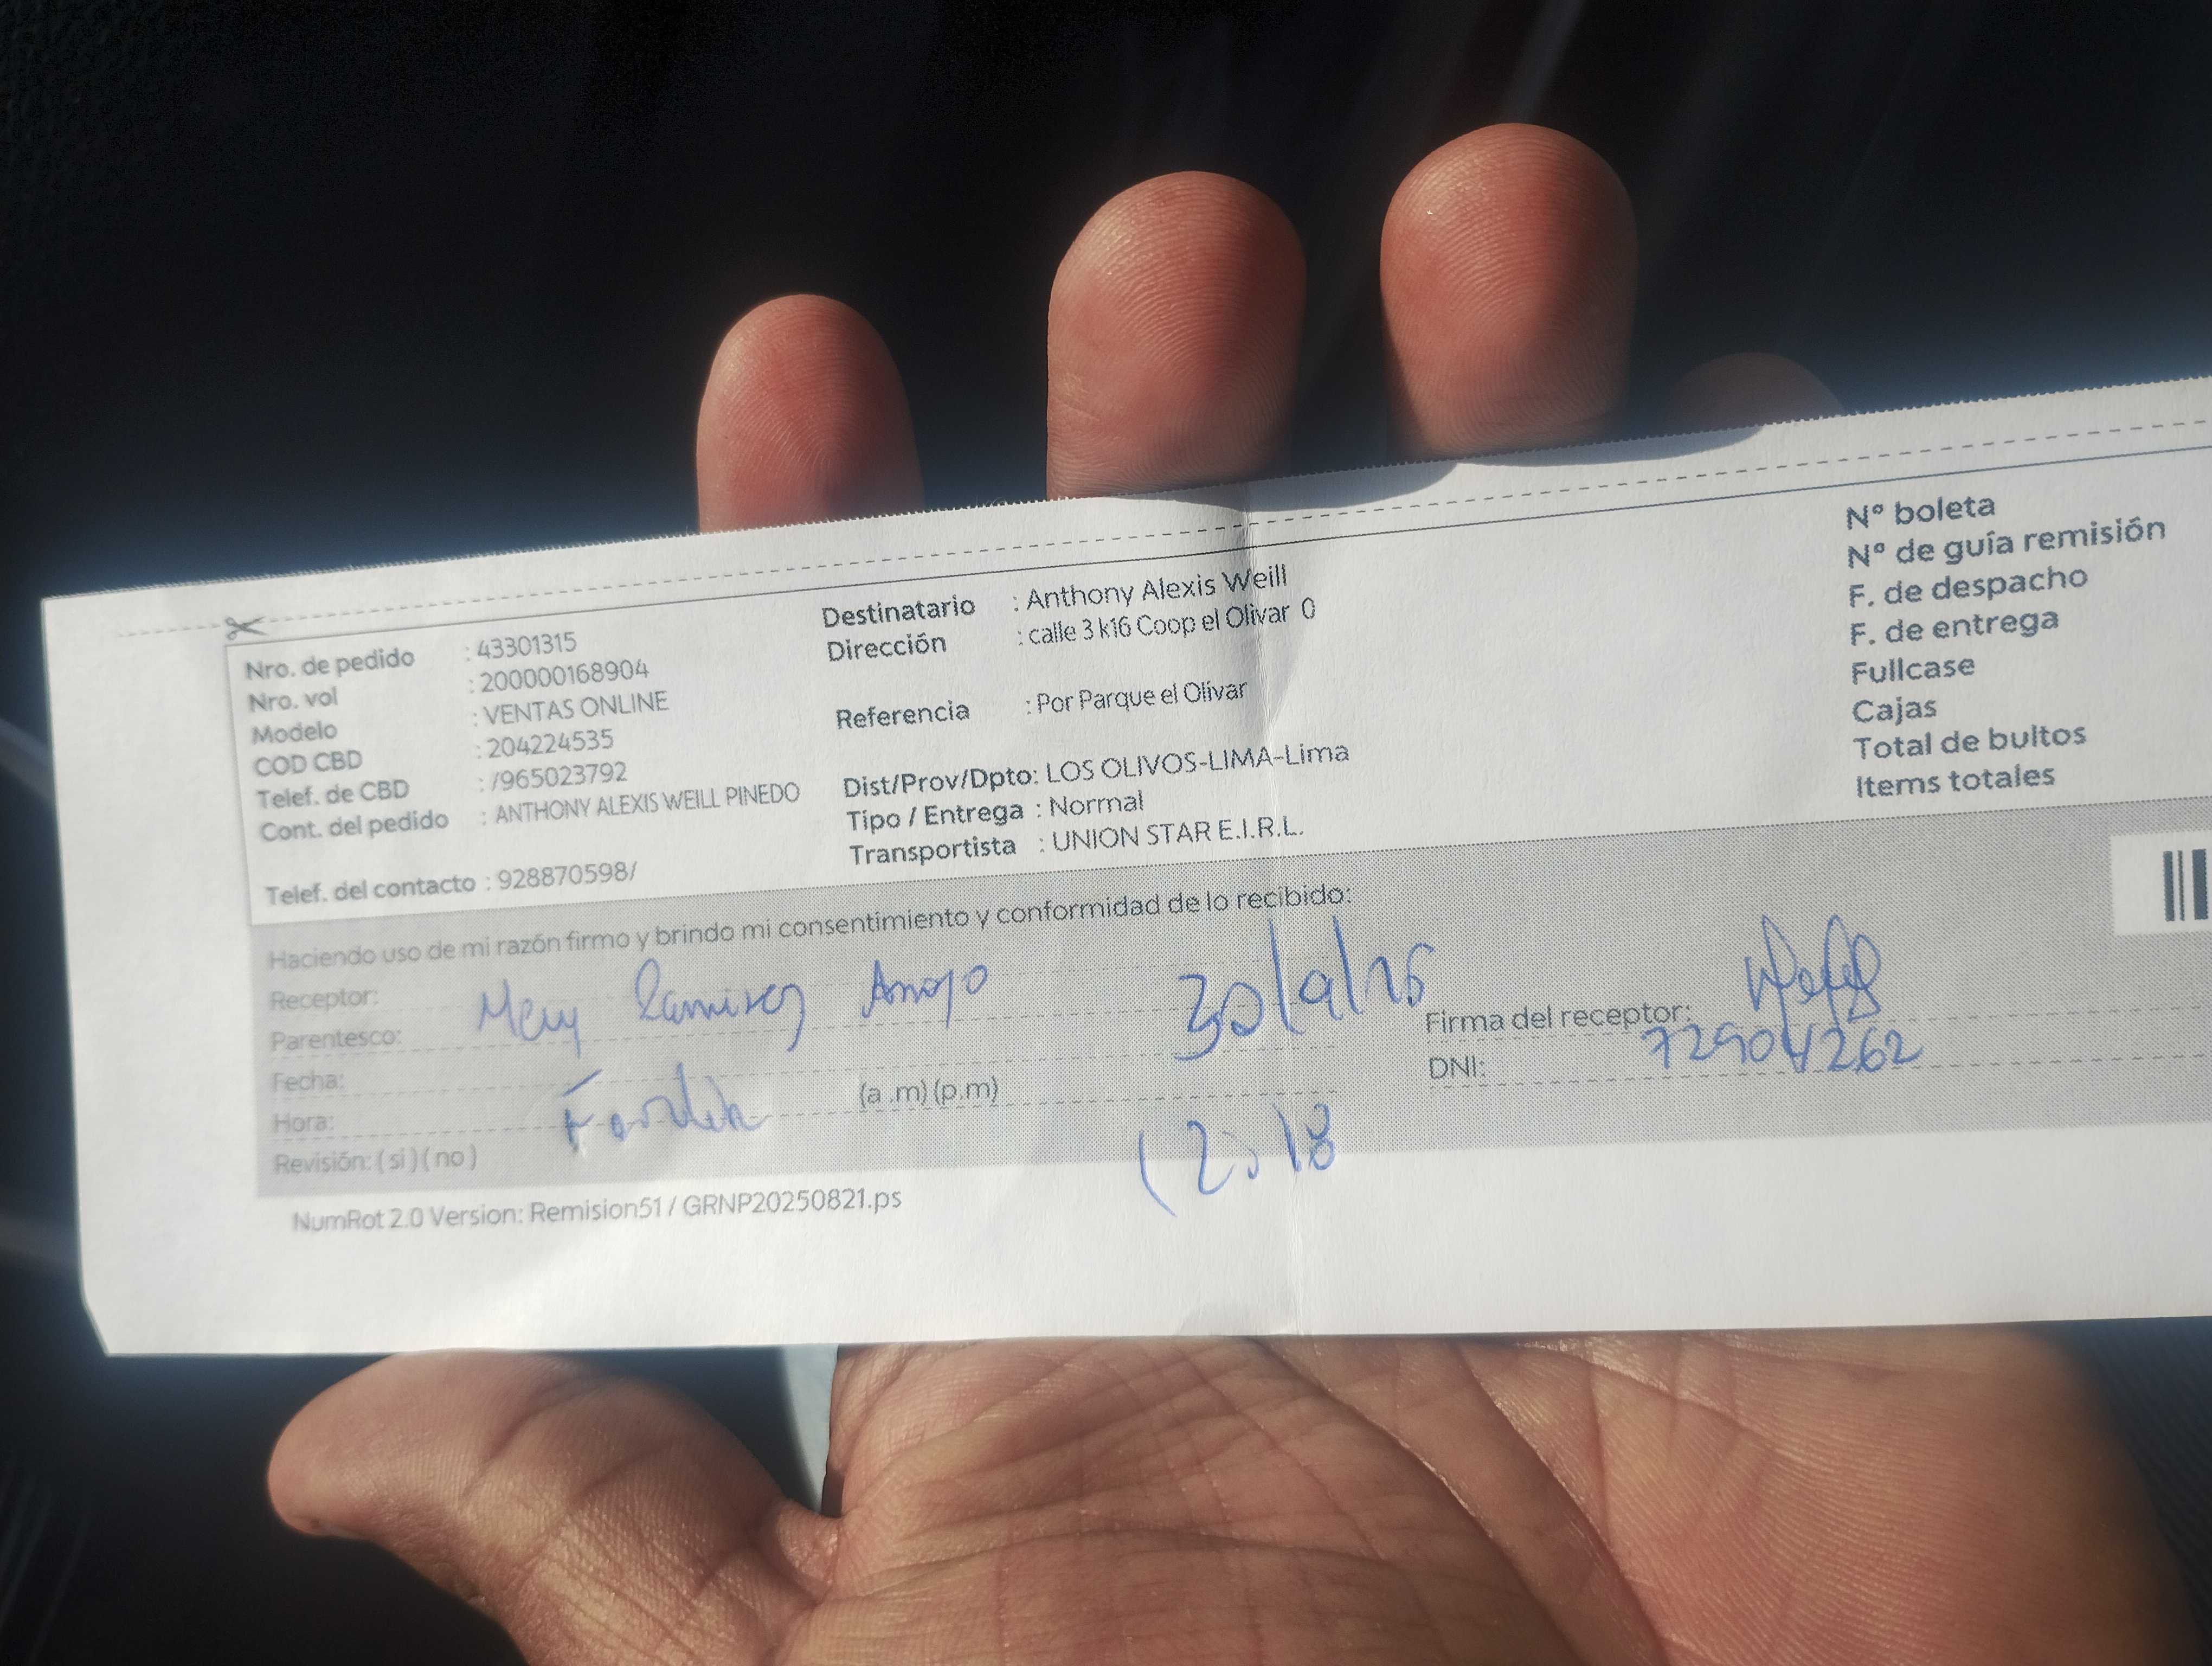 Nro. de pedido : 43301315
Nro. vol : 200000168904
Modelo : VENTAS ONLINE
COD CBD : 204224535
Telef. de CBD : /965023792
Cont. del pedido : ANTHONY ALEXIS WEILL PINEDO
Telef. del contacto : 928870598/
Destinatario : Anthony Alexis Weill
Dirección : calle 3 k16 Coop el Olivar 0
Referencia : Por Parque el Olivar
Dist/Prov/Dpto: LOS OLIVOS-LIMA-Lima
Tipo / Entrega : Normal
Transportista : UNION STAR E.I.R.L.
Nº boleta
Nº de guía remisión
F. de despacho
F. de entrega
Fullcase
Cajas
Total de bultos
Items totales
Haciendo uso de mi razón firmo y brindo mi consentimiento y conformidad de lo recibido:
Receptor:
Parentesco: Mery Ramirez 30/9/25
Fecha:
Hora: (a .m) (p.m)
Revisión: ( si ) ( no ) 12:18
Firma del receptor:
DNI: 72904262
NumRot 2.0 Version: Remision51 / GRNP20250821.ps